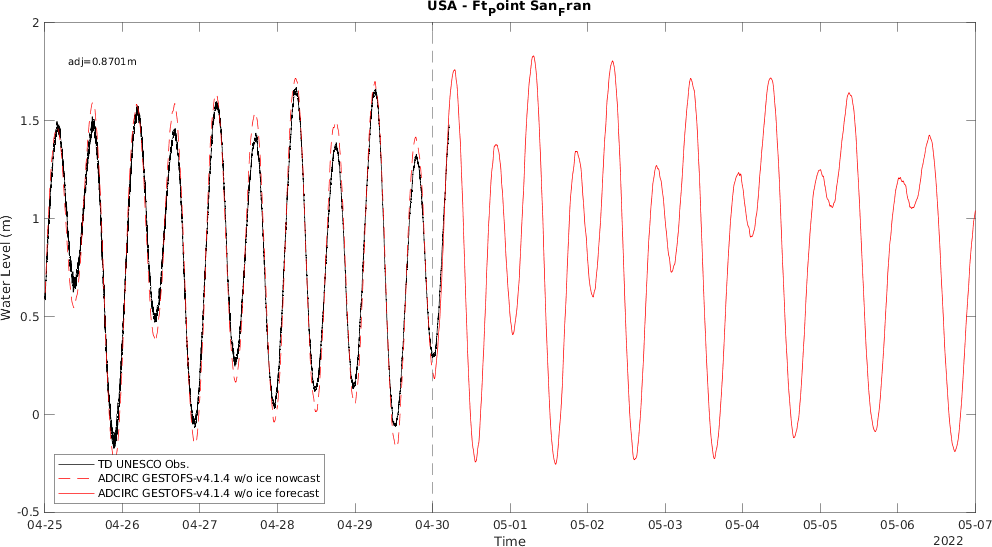 USA - Ft_Point San_Fran
adj=0.8701m
2
1.5
1
0.5
0
-0.5
Water Level (m)
TD UNESCO Obs.
ADCIRC GESTOFS-v4.1.4 w/o ice nowcast
ADCIRC GESTOFS-v4.1.4 w/o ice forecast
04-25 04-26 04-27 04-28 04-29 04-30 05-01 05-02 05-03 05-04 05-05 05-06 05-07
Time
2022